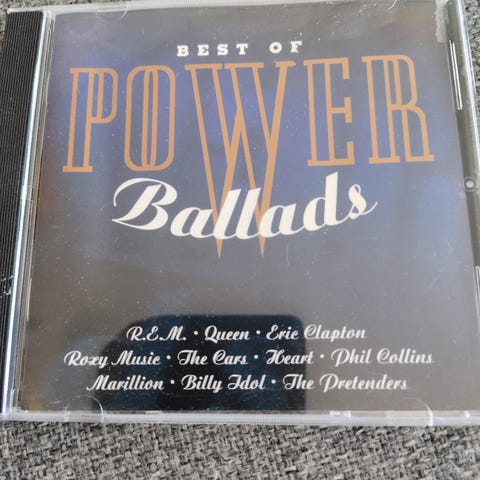 BEST OF
POWER
Ballads
R.E.M. • Queen • Eric Clapton
Roxy Music • The Cars • Heart • Phil Collins
Marillion • Billy Idol • The Pretenders